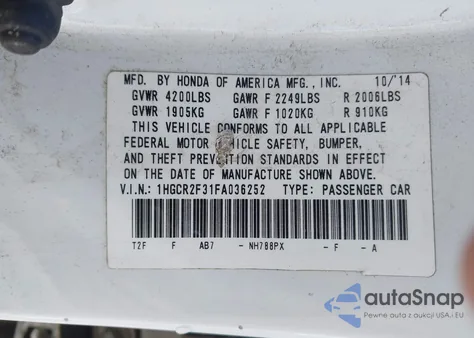 MFD. BY HONDA OF AMERICA MFG., INC. 10/'14
GVWR 4200LBS GAWR F 2249LBS R 2006LBS
GVWR 1905KG GAWR F 1020KG R 910KG
THIS VEHICLE CONFORMS TO ALL APPLICABLE
FEDERAL MOTOR VEHICLE SAFETY, BUMPER,
AND THEFT PREVENTION STANDARDS IN EFFECT
ON THE DATE OF MANUFACTURE SHOWN ABOVE.
V.I.N.: 1HGCR2F31FA036252 TYPE: PASSENGER CAR
T2F F AB7 - NH788PX - F - A
autoSnap
Pewne auta z aukcji USA i EU